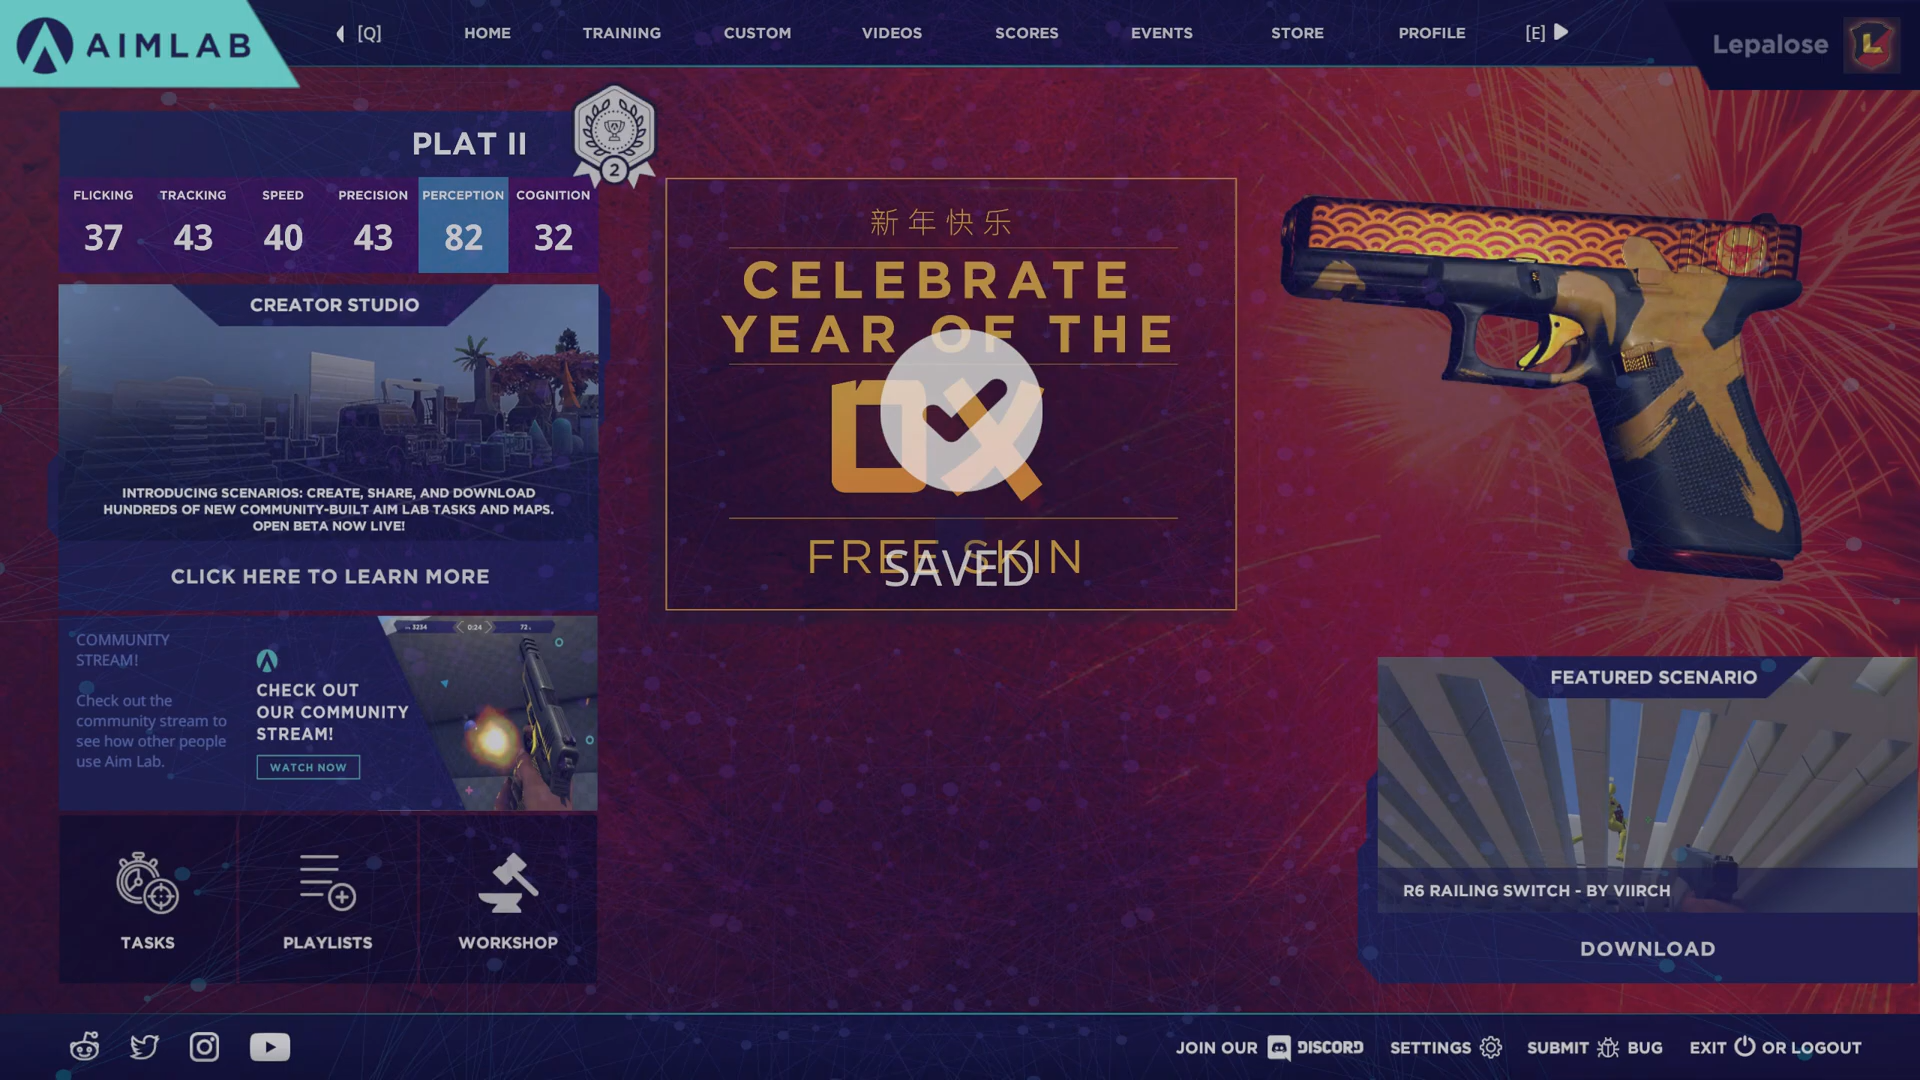 AIMLAB
[Q]
HOME
TRAINING
CUSTOM
VIDEOS
SCORES
EVENTS
STORE
PROFILE
[E]
Lepalose
L
PLAT II
2
FLICKING
TRACKING
SPEED
PRECISION
PERCEPTION
COGNITION
37
43
40
43
82
32
CREATOR STUDIO
INTRODUCING SCENARIOS: CREATE, SHARE, AND DOWNLOAD
HUNDREDS OF NEW COMMUNITY-BUILT AIM LAB TASKS AND MAPS.
OPEN BETA NOW LIVE!
CLICK HERE TO LEARN MORE
COMMUNITY
STREAM!
Check out the
community stream to
see how other people
use Aim Lab.
CHECK OUT
OUR COMMUNITY
STREAM!
WATCH NOW
3234
0:24
72
TASKS
PLAYLISTS
WORKSHOP
新年快乐
CELEBRATE
YEAR OF THE
OX
FREE SKIN
SAVED
FEATURED SCENARIO
R6 RAILING SWITCH - BY VIIRCH
DOWNLOAD
JOIN OUR DISCORD
SETTINGS
SUBMIT BUG
EXIT OR LOGOUT